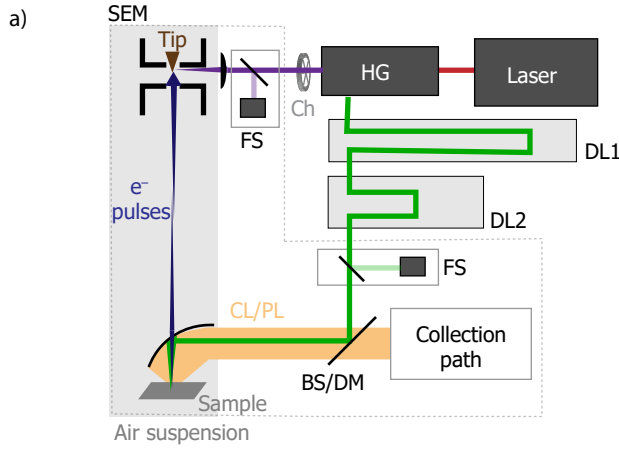 a)
SEM
Tip
HG
Laser
Ch
FS
DL1
e⁻
pulses
DL2
FS
CL/PL
Collection
path
BS/DM
Sample
Air suspension